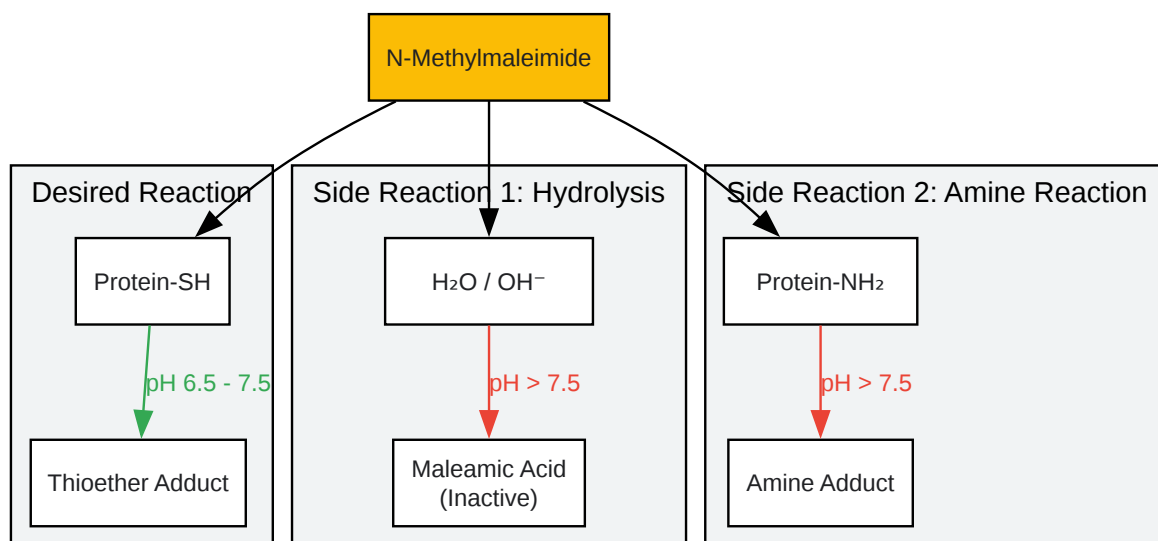 N-Methylmaleimide
Desired Reaction
Side Reaction 1: Hydrolysis
Side Reaction 2: Amine Reaction
Protein-SH
H₂O / OH⁻
Protein-NH₂
pH 6.5 - 7.5
pH > 7.5
pH > 7.5
Thioether Adduct
Maleamic Acid
(Inactive)
Amine Adduct